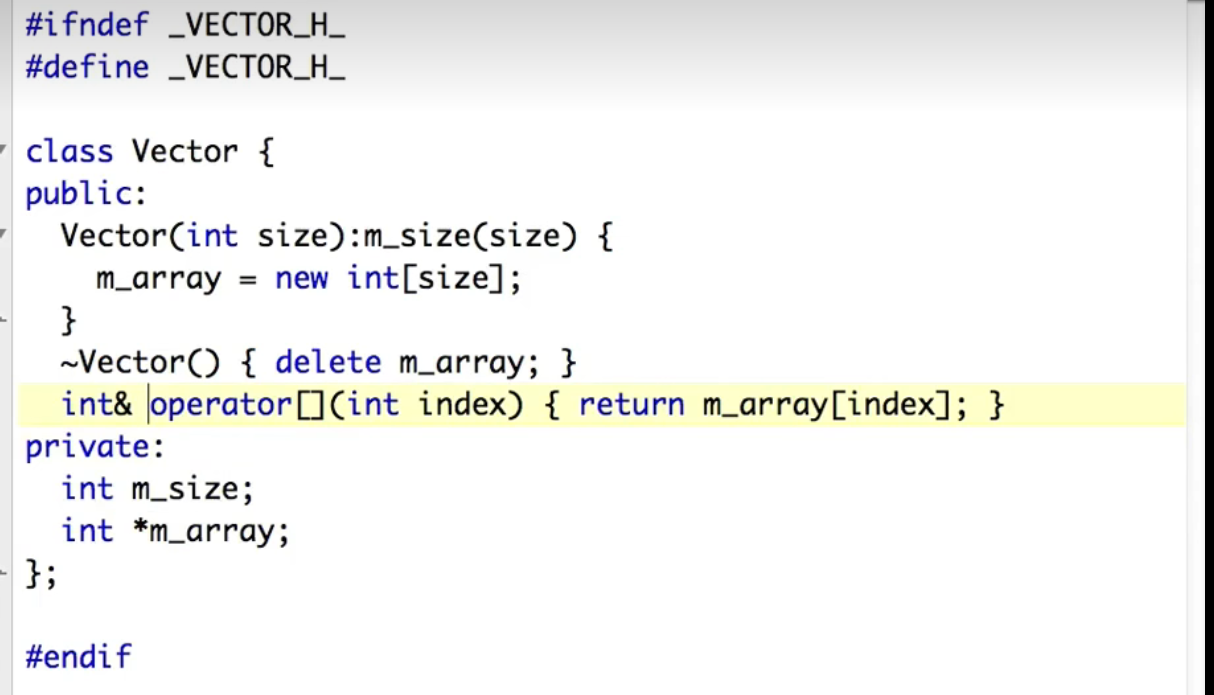 #ifndef _VECTOR_H_
#define _VECTOR_H_
class Vector {
public:
Vector(int size):m_size(size) {
m_array = new int[size];
}
~Vector() { delete m_array; }
int& operator[](int index) { return m_array[index]; }
private:
int m_size;
int *m_array;
};
#endif